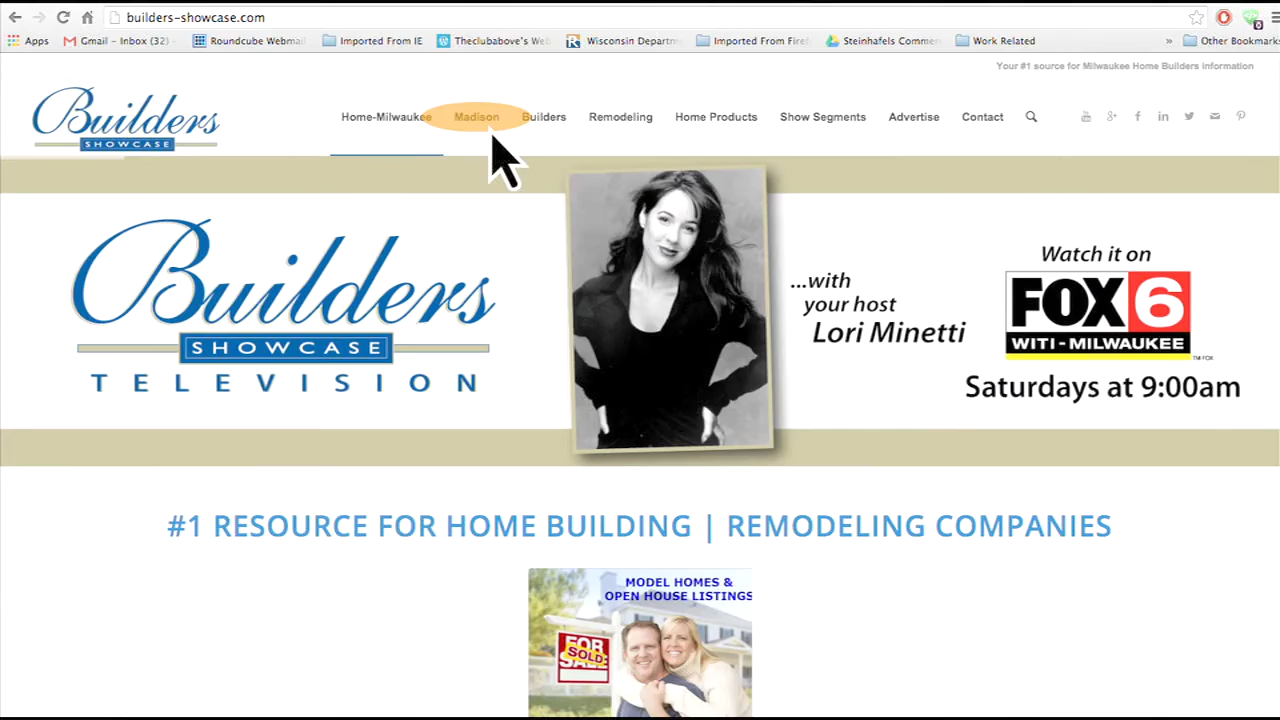 builders-showcase.com
Apps Gmail - Inbox (32) Roundcube Webmail Imported From IE Theclubabove's Web Wisconsin Departm Imported From Firef Steinhafels Commer Work Related » Other Bookmarks
Your #1 source for Milwaukee Home Builders information
Builders
SHOWCASE
Home-Milwaukee Madison Builders Remodeling Home Products Show Segments Advertise Contact
Builders
SHOWCASE
TELEVISION
...with
your host
Lori Minetti
Watch it on
FOX 6
WITI - MILWAUKEE
TM FOX
Saturdays at 9:00am
#1 RESOURCE FOR HOME BUILDING | REMODELING COMPANIES
MODEL HOMES &
OPEN HOUSE LISTINGS
FOR
SOLD
SALE